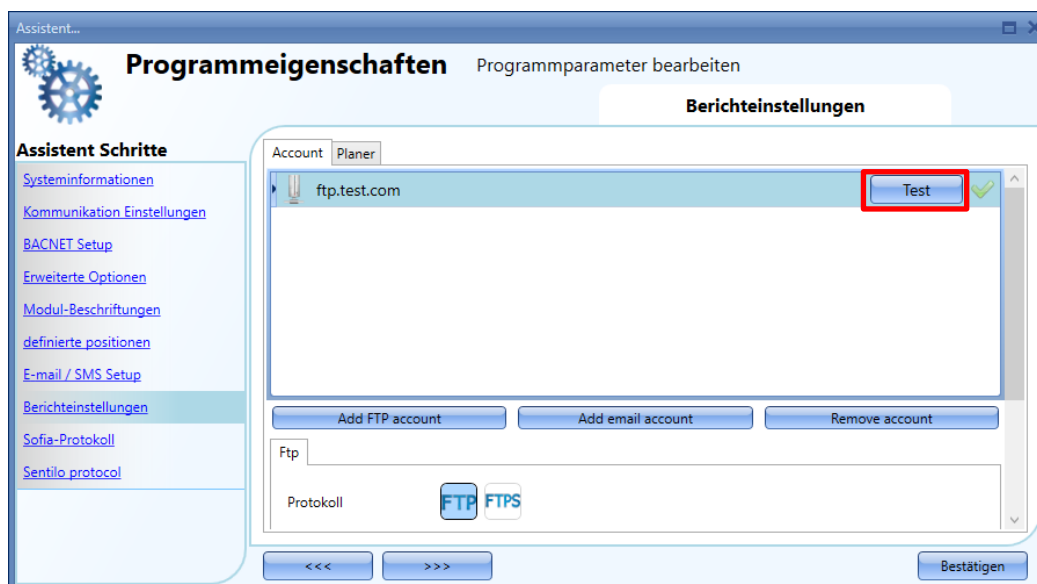 Assistent...
Programmeigenschaften Programmparameter bearbeiten
Berichteinstellungen
Assistent Schritte
Systeminformationen
Kommunikation Einstellungen
BACNET Setup
Erweiterte Optionen
Modul-Beschriftungen
definierte positionen
E-mail / SMS Setup
Berichteinstellungen
Sofia-Protokoll
Sentilo protocol
Account Planer
ftp.test.com Test
Add FTP account Add email account Remove account
Ftp
Protokoll FTP FTPS
<<< >>> Bestätigen